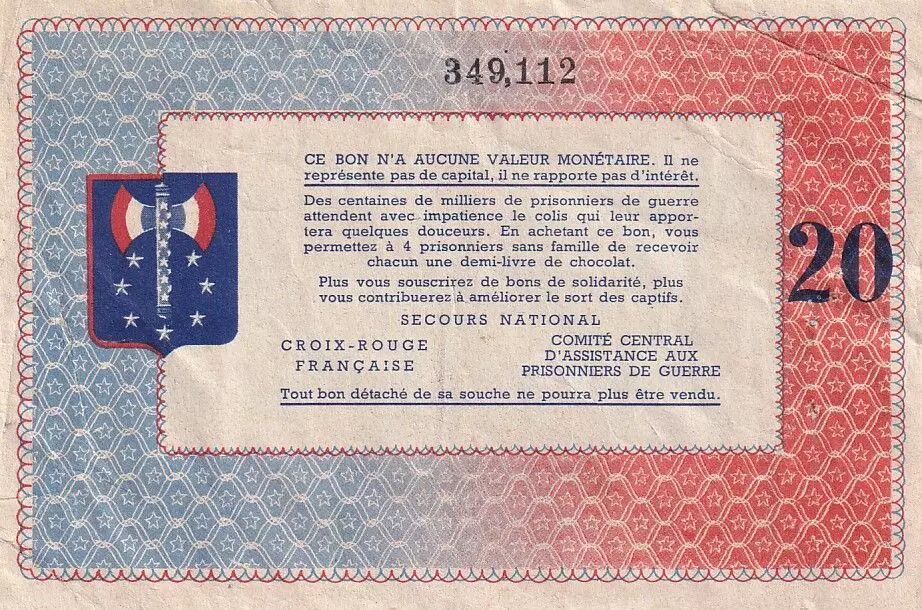 349,112
CE BON N'A AUCUNE VALEUR MONÉTAIRE. Il ne
représente pas de capital, il ne rapporte pas d'intérêt.
Des centaines de milliers de prisonniers de guerre
attendent avec impatience le colis qui leur appor-
tera quelques douceurs. En achetant ce bon, vous
permettez à 4 prisonniers sans famille de recevoir
chacun une demi-livre de chocolat.
Plus vous souscrirez de bons de solidarité, plus
vous contribuerez à améliorer le sort des captifs.
20
SECOURS NATIONAL
CROIX-ROUGE
FRANÇAISE
COMITÉ CENTRAL
D'ASSISTANCE AUX
PRISONNIERS DE GUERRE
Tout bon détaché de sa souche ne pourra plus être vendu.